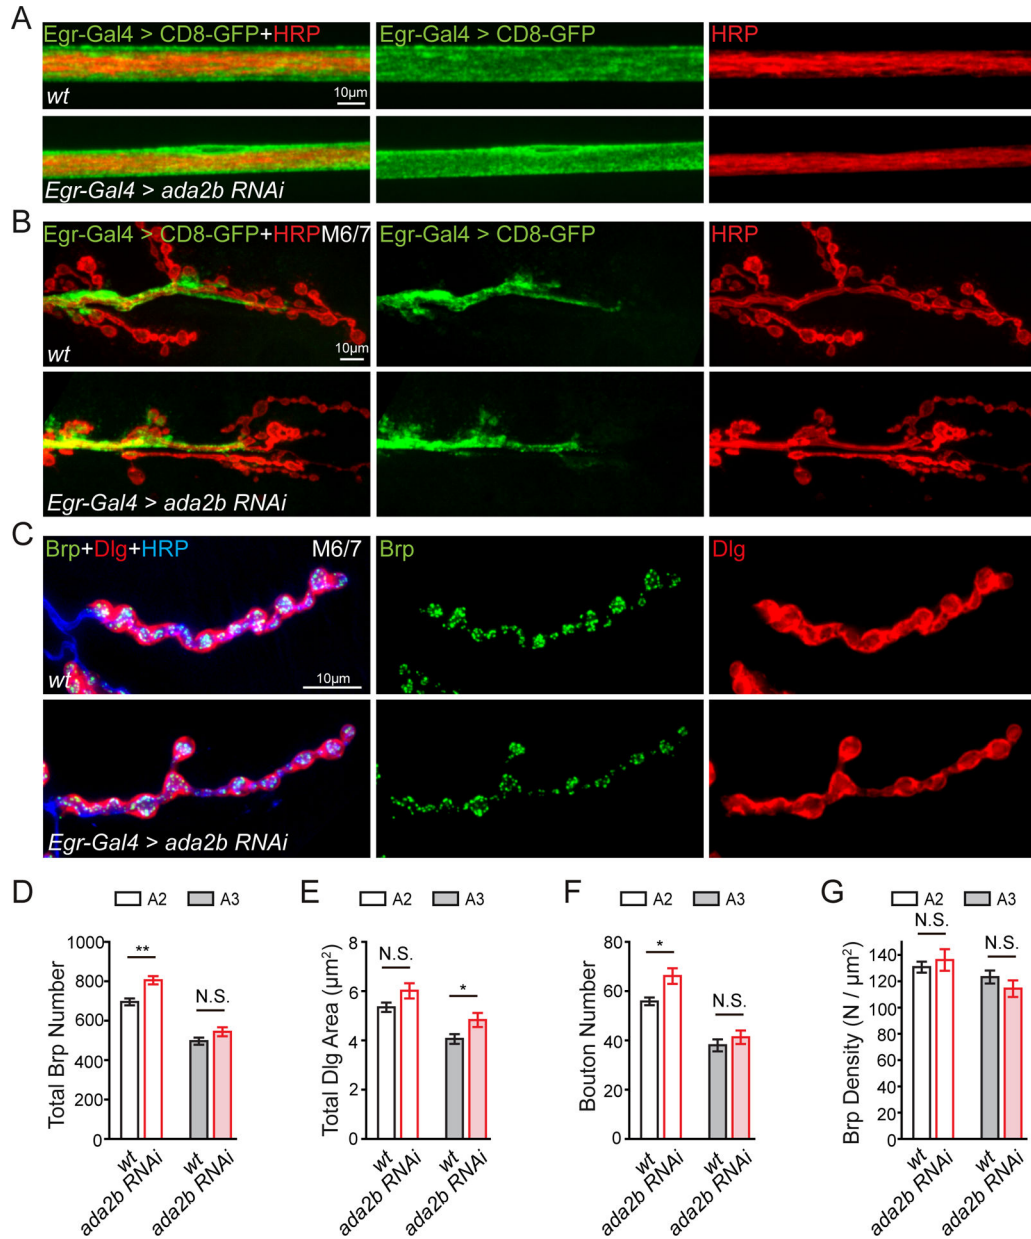 A
Egr-Gal4 > CD8-GFP+HRP
Egr-Gal4 > CD8-GFP
HRP
wt
10μm
Egr-Gal4 > ada2b RNAi
B
Egr-Gal4 > CD8-GFP+HRP M6/7
Egr-Gal4 > CD8-GFP
HRP
wt
10μm
Egr-Gal4 > ada2b RNAi
C
Brp+Dlg+HRP
M6/7
Brp
Dlg
wt
10μm
Egr-Gal4 > ada2b RNAi
D
A2
A3
Total Brp Number
1000
800
600
400
200
0
**
N.S.
wt
ada2b RNAi
wt
ada2b RNAi
E
A2
A3
Total Dlg Area (μm²)
8
6
4
2
0
N.S.
*
wt
ada2b RNAi
wt
ada2b RNAi
F
A2
A3
Bouton Number
80
60
40
20
0
*
N.S.
wt
ada2b RNAi
wt
ada2b RNAi
G
A2
A3
Brp Density (N / μm²)
140
120
100
80
60
40
20
0
N.S.
N.S.
wt
ada2b RNAi
wt
ada2b RNAi